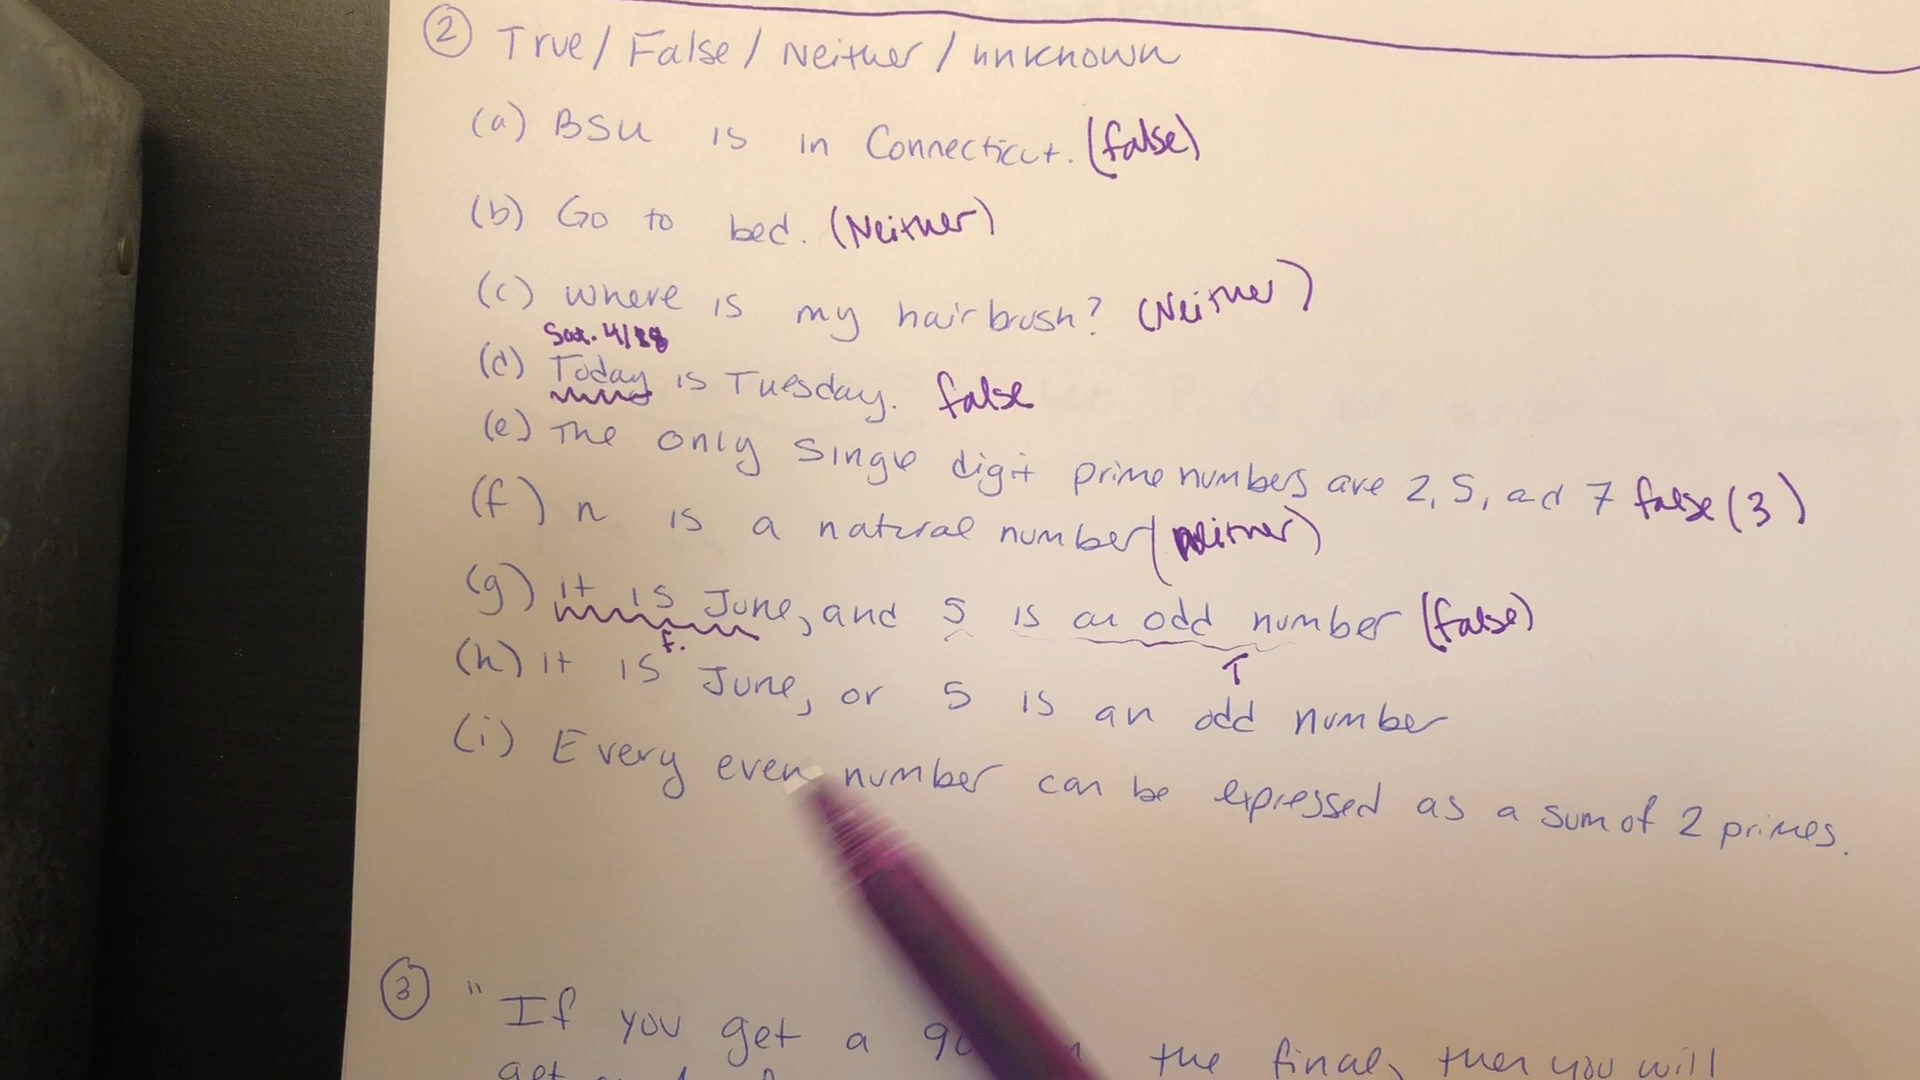 ② True / False / Neither / unknown
(a) BSU is in Connecticut. (false)
(b) Go to bed. (Neither)
(c) where is my hairbrush? (Neither)
Sat. 4/28
(d) Today is Tuesday. false
(e) The only single digit prime numbers are 2, 5, ad 7 false (3)
(f) n is a natural number (neither)
(g) it is June, and 5 is an odd number (false)
F. T
(h) it is June, or 5 is an odd number
(i) Every even number can be expressed as a sum of 2 primes.
③ "If you get a the final, then you will
get